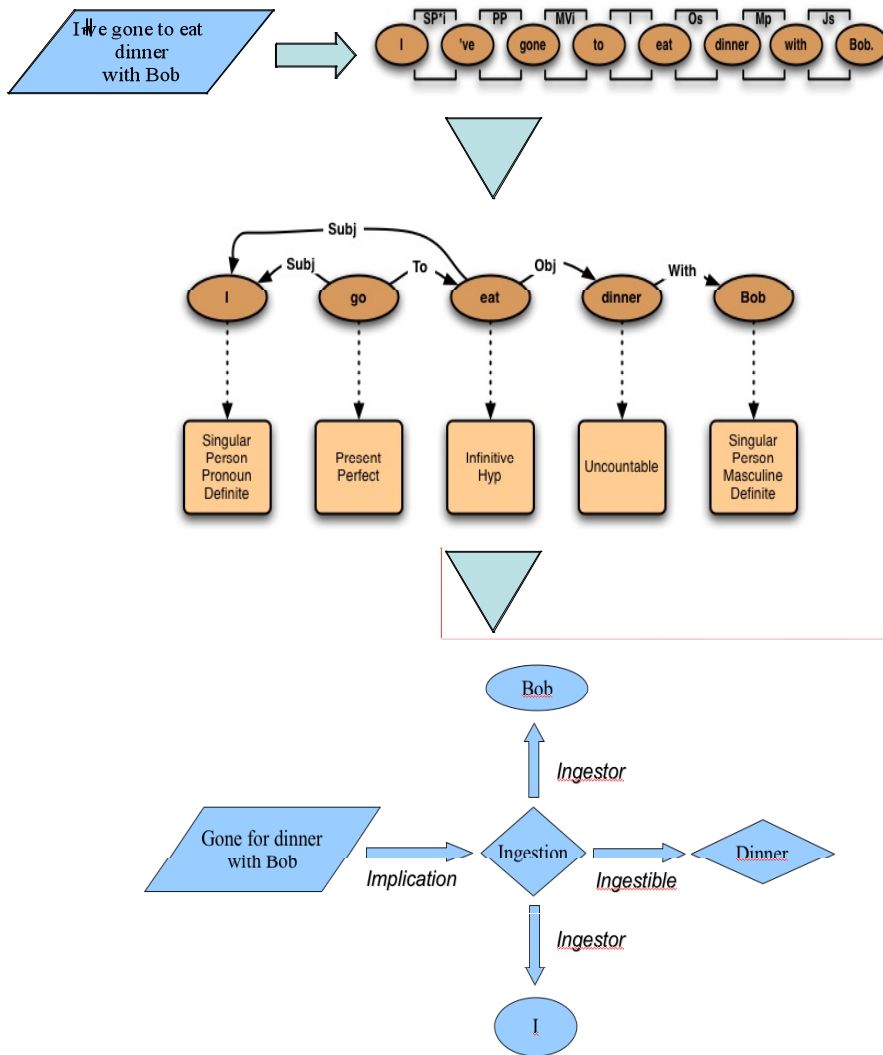 I've gone to eat
dinner
with Bob
SP*i PP MVi I Os Mp Js
I 've gone to eat dinner with Bob.
Subj
Subj To Obj With
I go eat dinner Bob
Singular
Person
Pronoun
Definite
Present
Perfect
Infinitive
Hyp
Uncountable
Singular
Person
Masculine
Definite
Bob
Ingestor
Gone for dinner
with Bob
Implication
Ingestion
Ingestible
Dinner
Ingestor
I